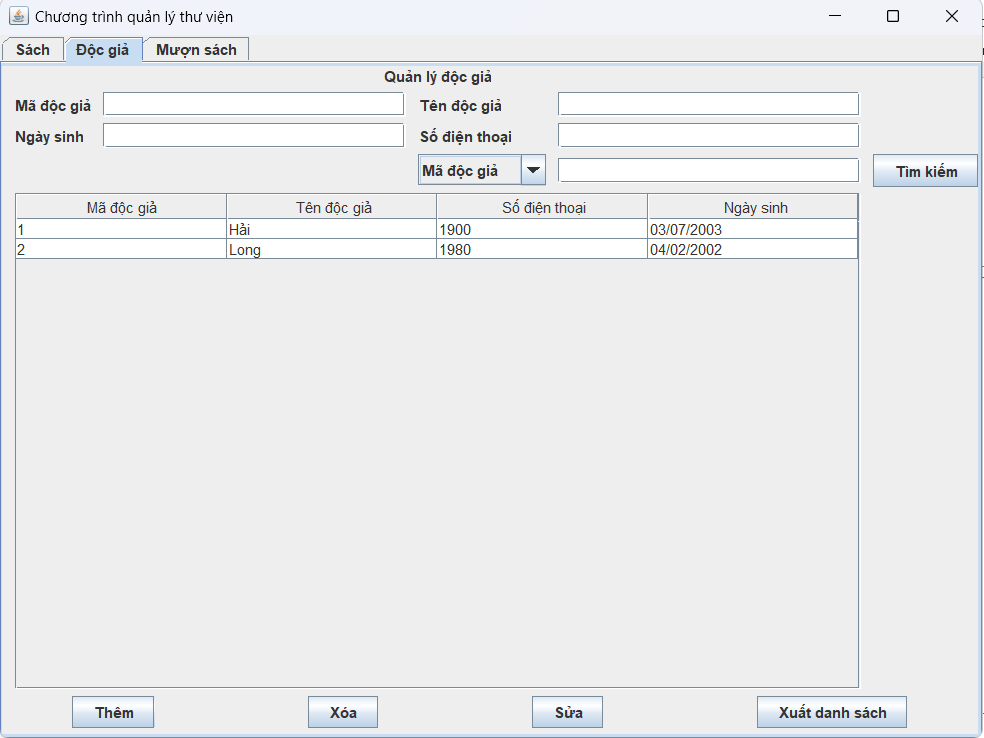 Chương trình quản lý thư viện
Sách Độc giả Mượn sách
Quản lý độc giả
Mã độc giả Tên độc giả
Ngày sinh Số điện thoại
Mã độc giả Tìm kiếm
Mã độc giả Tên độc giả Số điện thoại Ngày sinh
1 Hải 1900 03/07/2003
2 Long 1980 04/02/2002
Thêm Xóa Sửa Xuất danh sách